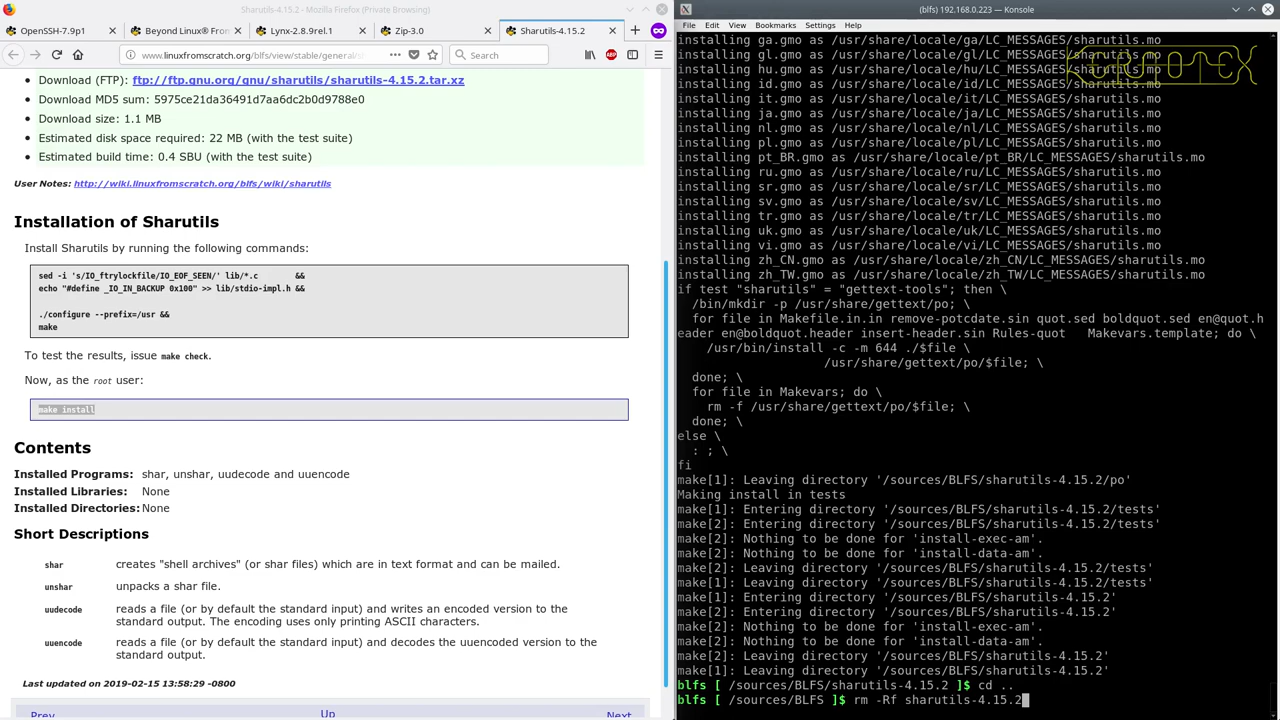 Sharutils-4.15.2 - Mozilla Firefox (Private Browsing)
OpenSSH-7.9p1
Beyond Linux® From
Lynx-2.8.9rel.1
Zip-3.0
Sharutils-4.15.2
www.linuxfromscratch.org/blfs/view/stable/general/s
Search
Download (FTP): ftp://ftp.gnu.org/gnu/sharutils/sharutils-4.15.2.tar.xz
Download MD5 sum: 5975ce21da36491d7aa6dc2b0d9788e0
Download size: 1.1 MB
Estimated disk space required: 22 MB (with the test suite)
Estimated build time: 0.4 SBU (with the test suite)
User Notes: http://wiki.linuxfromscratch.org/blfs/wiki/sharutils
Installation of Sharutils
Install Sharutils by running the following commands:
sed -i 's/IO_ftrylockfile/IO_EOF_SEEN/' lib/*.c &&
echo "#define _IO_IN_BACKUP 0x100" >> lib/stdio-impl.h &&
./configure --prefix=/usr &&
make
To test the results, issue make check.
Now, as the root user:
make install
Contents
Installed Programs: shar, unshar, uudecode and uuencode
Installed Libraries: None
Installed Directories: None
Short Descriptions
shar creates "shell archives" (or shar files) which are in text format and can be mailed.
unshar unpacks a shar file.
uudecode reads a file (or by default the standard input) and writes an encoded version to the
standard output. The encoding uses only printing ASCII characters.
uuencode reads a file (or by default the standard input) and decodes the uuencoded version to the
standard output.
Last updated on 2019-02-15 13:58:29 -0800
Prev Up Next
(blfs) 192.168.0.223 — Konsole
File Edit View Bookmarks Settings Help
KERNOTEX
installing ga.gmo as /usr/share/locale/ga/LC_MESSAGES/sharutils.mo
installing gl.gmo as /usr/share/locale/gl/LC_MESSAGES/sharutils.mo
installing hu.gmo as /usr/share/locale/hu/LC_MESSAGES/sharutils.mo
installing id.gmo as /usr/share/locale/id/LC_MESSAGES/sharutils.mo
installing it.gmo as /usr/share/locale/it/LC_MESSAGES/sharutils.mo
installing ja.gmo as /usr/share/locale/ja/LC_MESSAGES/sharutils.mo
installing nl.gmo as /usr/share/locale/nl/LC_MESSAGES/sharutils.mo
installing pl.gmo as /usr/share/locale/pl/LC_MESSAGES/sharutils.mo
installing pt_BR.gmo as /usr/share/locale/pt_BR/LC_MESSAGES/sharutils.mo
installing ru.gmo as /usr/share/locale/ru/LC_MESSAGES/sharutils.mo
installing sr.gmo as /usr/share/locale/sr/LC_MESSAGES/sharutils.mo
installing sv.gmo as /usr/share/locale/sv/LC_MESSAGES/sharutils.mo
installing tr.gmo as /usr/share/locale/tr/LC_MESSAGES/sharutils.mo
installing uk.gmo as /usr/share/locale/uk/LC_MESSAGES/sharutils.mo
installing vi.gmo as /usr/share/locale/vi/LC_MESSAGES/sharutils.mo
installing zh_CN.gmo as /usr/share/locale/zh_CN/LC_MESSAGES/sharutils.mo
installing zh_TW.gmo as /usr/share/locale/zh_TW/LC_MESSAGES/sharutils.mo
if test "sharutils" = "gettext-tools"; then \
/bin/mkdir -p /usr/share/gettext/po; \
for file in Makefile.in.in remove-potcdate.sin quot.sed boldquot.sed en@quot.h
eader en@boldquot.header insert-header.sin Rules-quot Makevars.template; do \
/usr/bin/install -c -m 644 ./$file \
/usr/share/gettext/po/$file; \
done; \
for file in Makevars; do \
rm -f /usr/share/gettext/po/$file; \
done; \
else \
: ; \
fi
make[1]: Leaving directory '/sources/BLFS/sharutils-4.15.2/po'
Making install in tests
make[1]: Entering directory '/sources/BLFS/sharutils-4.15.2/tests'
make[2]: Entering directory '/sources/BLFS/sharutils-4.15.2/tests'
make[2]: Nothing to be done for 'install-exec-am'.
make[2]: Nothing to be done for 'install-data-am'.
make[2]: Leaving directory '/sources/BLFS/sharutils-4.15.2/tests'
make[1]: Leaving directory '/sources/BLFS/sharutils-4.15.2/tests'
make[1]: Entering directory '/sources/BLFS/sharutils-4.15.2'
make[2]: Entering directory '/sources/BLFS/sharutils-4.15.2'
make[2]: Nothing to be done for 'install-exec-am'.
make[2]: Nothing to be done for 'install-data-am'.
make[2]: Leaving directory '/sources/BLFS/sharutils-4.15.2'
make[1]: Leaving directory '/sources/BLFS/sharutils-4.15.2'
blfs [ /sources/BLFS/sharutils-4.15.2 ]$ cd ..
blfs [ /sources/BLFS ]$ rm -Rf sharutils-4.15.2